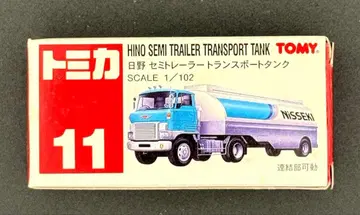 トミカ
11
HINO SEMI TRAILER TRANSPORT TANK
TOMY
日野 セミトレーラートランスポートタンク
SCALE 1/102
NISSEKI
連結部可動